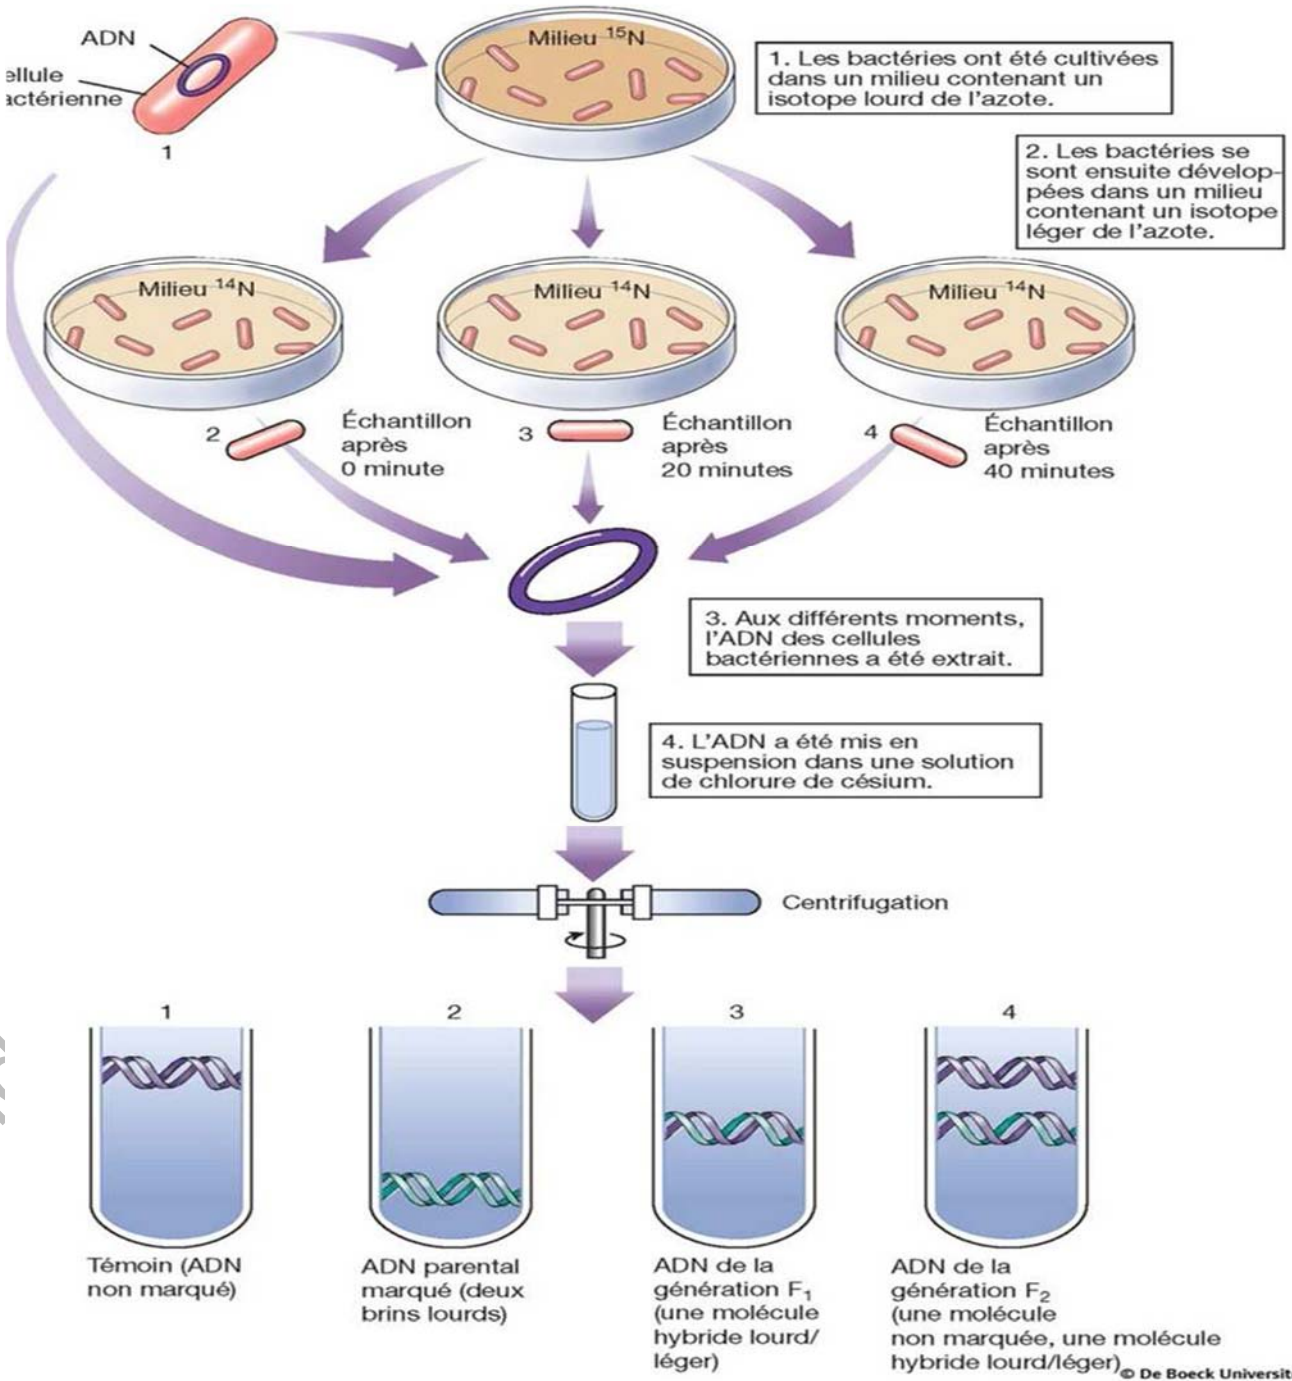 ADN
ellule
actérienne
1
Milieu ¹⁵N
1. Les bactéries ont été cultivées
dans un milieu contenant un
isotope lourd de l'azote.
2. Les bactéries se
sont ensuite dévelop-
pées dans un milieu
contenant un isotope
léger de l'azote.
Milieu ¹⁴N
Milieu ¹⁴N
Milieu ¹⁴N
2
Échantillon
après
0 minute
3
Échantillon
après
20 minutes
4
Échantillon
après
40 minutes
3. Aux différents moments,
l'ADN des cellules
bactériennes a été extrait.
4. L'ADN a été mis en
suspension dans une solution
de chlorure de césium.
Centrifugation
1
2
3
4
Témoin (ADN
non marqué)
ADN parental
marqué (deux
brins lourds)
ADN de la
génération F₁
(une molécule
hybride lourd/
léger)
ADN de la
génération F₂
(une molécule
non marquée, une molécule
hybride lourd/léger)
© De Boeck Universit